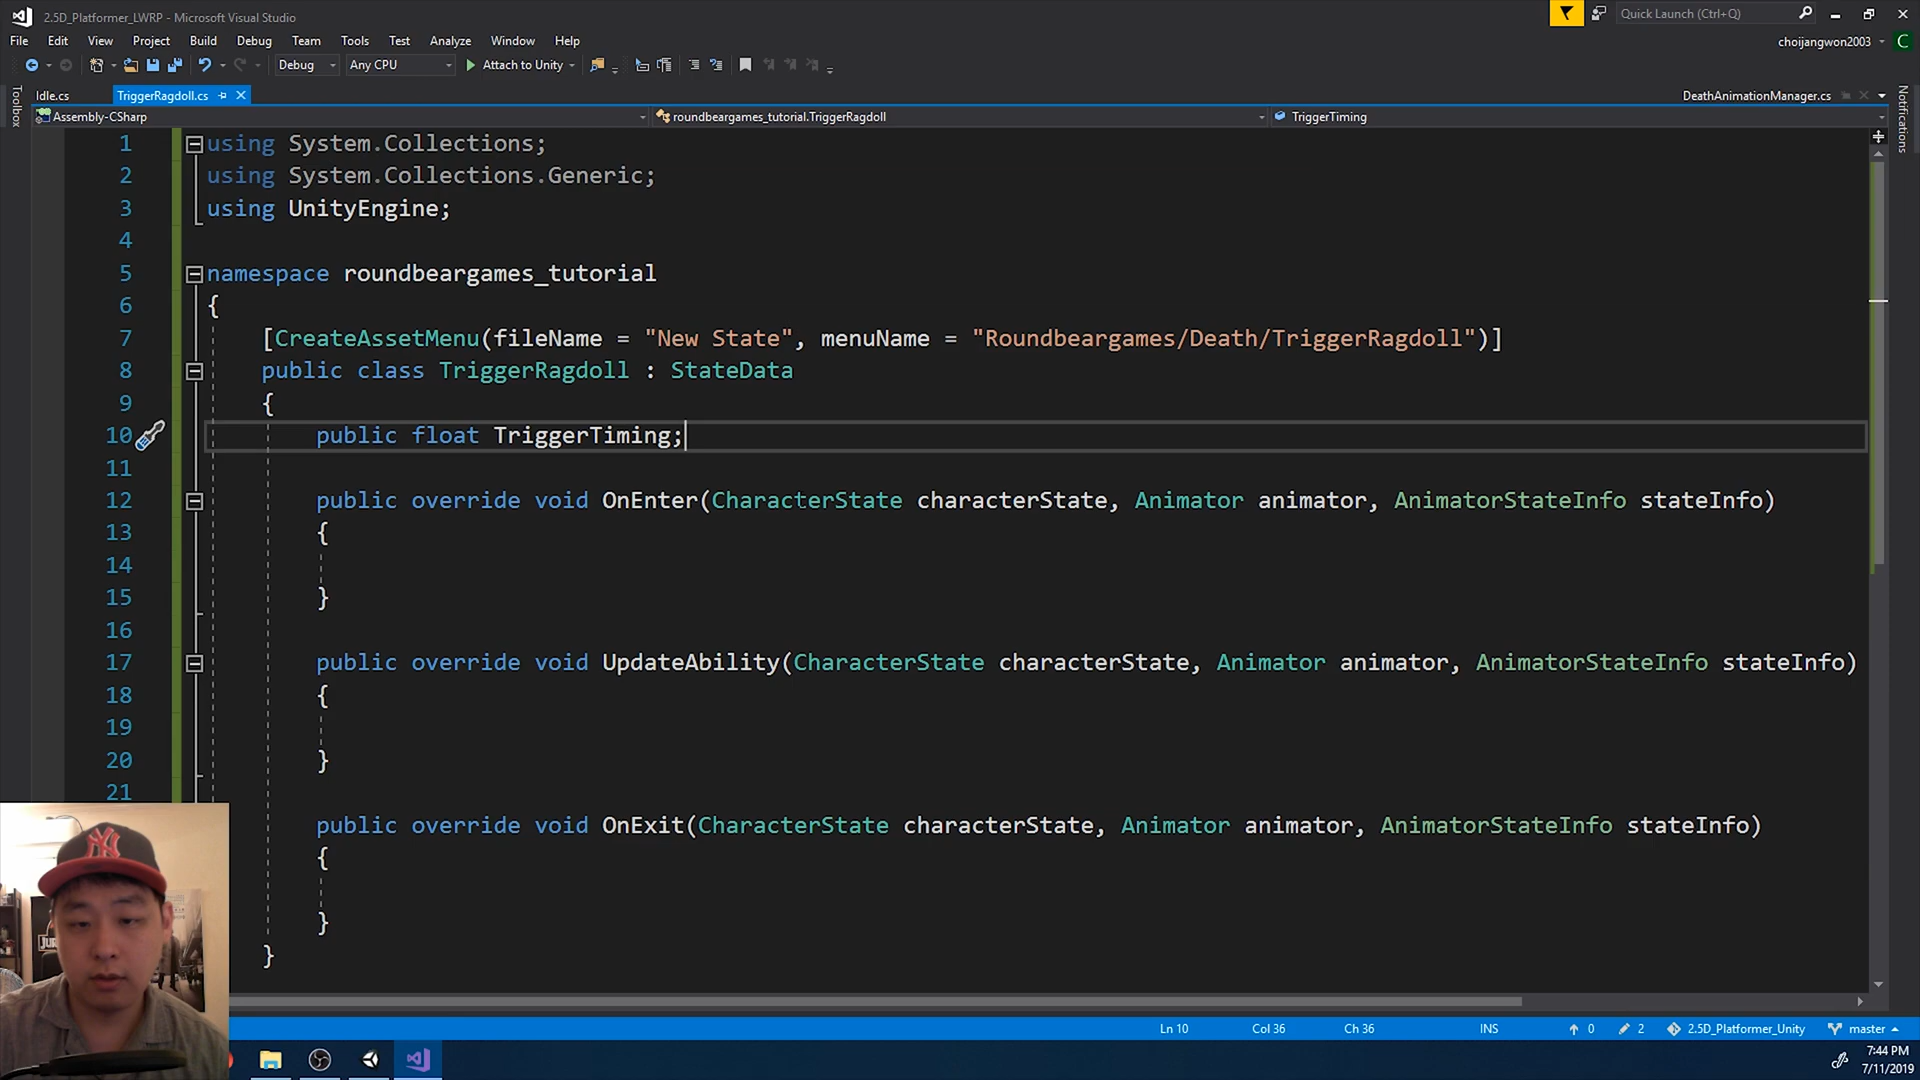 2.5D_Platformer_LWRP - Microsoft Visual Studio
Quick Launch (Ctrl+Q)
File Edit View Project Build Debug Team Tools Test Analyze Window Help
choijangwon2003 C
Debug Any CPU Attach to Unity
Toolbox
Idle.cs TriggerRagdoll.cs DeathAnimationManager.cs
Notifications
Assembly-CSharp roundbeargames_tutorial.TriggerRagdoll TriggerTiming
1 using System.Collections;
2 using System.Collections.Generic;
3 using UnityEngine;
4
5 namespace roundbeargames_tutorial
6 {
7 [CreateAssetMenu(fileName = "New State", menuName = "Roundbeargames/Death/TriggerRagdoll")]
8 public class TriggerRagdoll : StateData
9 {
10 public float TriggerTiming;
11
12 public override void OnEnter(CharacterState characterState, Animator animator, AnimatorStateInfo stateInfo)
13 {
14
15 }
16
17 public override void UpdateAbility(CharacterState characterState, Animator animator, AnimatorStateInfo stateInfo)
18 {
19
20 }
21
public override void OnExit(CharacterState characterState, Animator animator, AnimatorStateInfo stateInfo)
{
}
}
Ln 10 Col 36 Ch 36 INS 0 2 2.5D_Platformer_Unity master
7:44 PM
7/11/2019